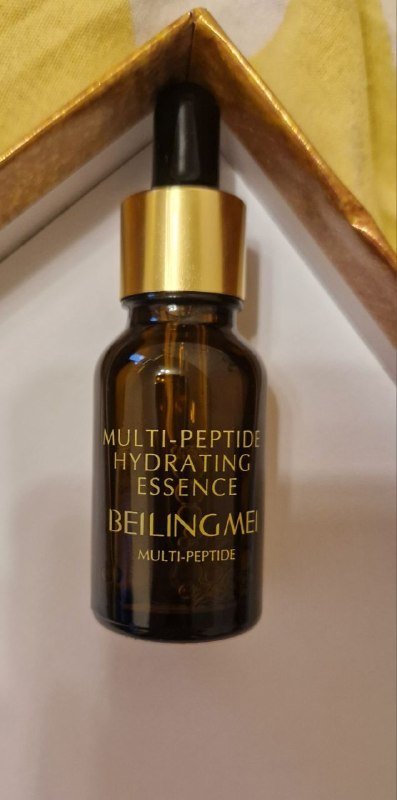 MULTI-PEPTIDE
HYDRATING
ESSENCE
BEILINGMEI
MULTI-PEPTIDE